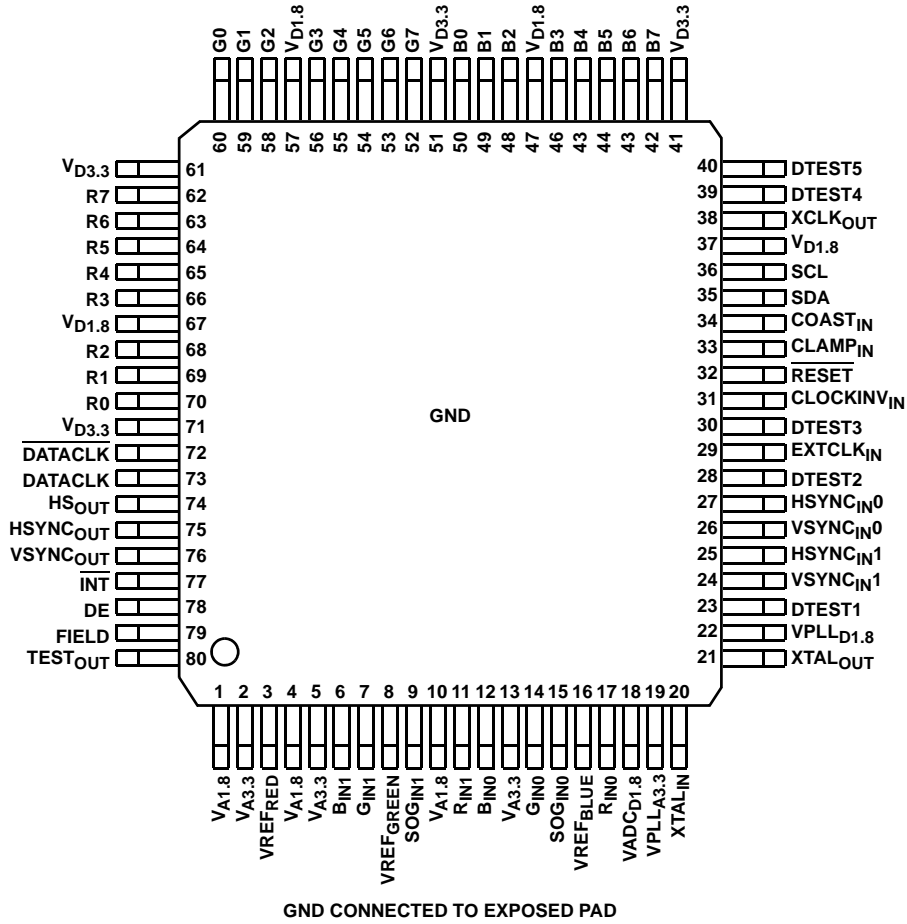 G0
G1
G2
VD1.8
G3
G4
G5
G6
G7
VD3.3
B0
B1
B2
VD1.8
B3
B4
B5
B6
B7
VD3.3
60
59
58
57
56
55
54
53
52
51
50
49
48
47
46
43
44
43
42
41
VD3.3 61
R7 62
R6 63
R5 64
R4 65
R3 66
VD1.8 67
R2 68
R1 69
R0 70
VD3.3 71
DATACLK 72
DATACLK 73
HSOUT 74
HSYNCOUT 75
VSYNCOUT 76
INT 77
DE 78
FIELD 79
TESTOUT 80
GND
40 DTEST5
39 DTEST4
38 XCLKOUT
37 VD1.8
36 SCL
35 SDA
34 COASTIN
33 CLAMPIN
32 RESET
31 CLOCKINVIN
30 DTEST3
29 EXTCLKIN
28 DTEST2
27 HSYNCIN0
26 VSYNCIN0
25 HSYNCIN1
24 VSYNCIN1
23 DTEST1
22 VPLLD1.8
21 XTALOUT
1 2 3 4 5 6 7 8 9 10 11 12 13 14 15 16 17 18 19 20
VA1.8
VA3.3
VREFRED
VA1.8
VA3.3
BIN1
GIN1
VREFGREEN
SOGIN1
VA1.8
RIN1
BIN0
VA3.3
GIN0
SOGIN0
VREFBLUE
RIN0
VADCD1.8
VPLLA3.3
XTALIN
GND CONNECTED TO EXPOSED PAD